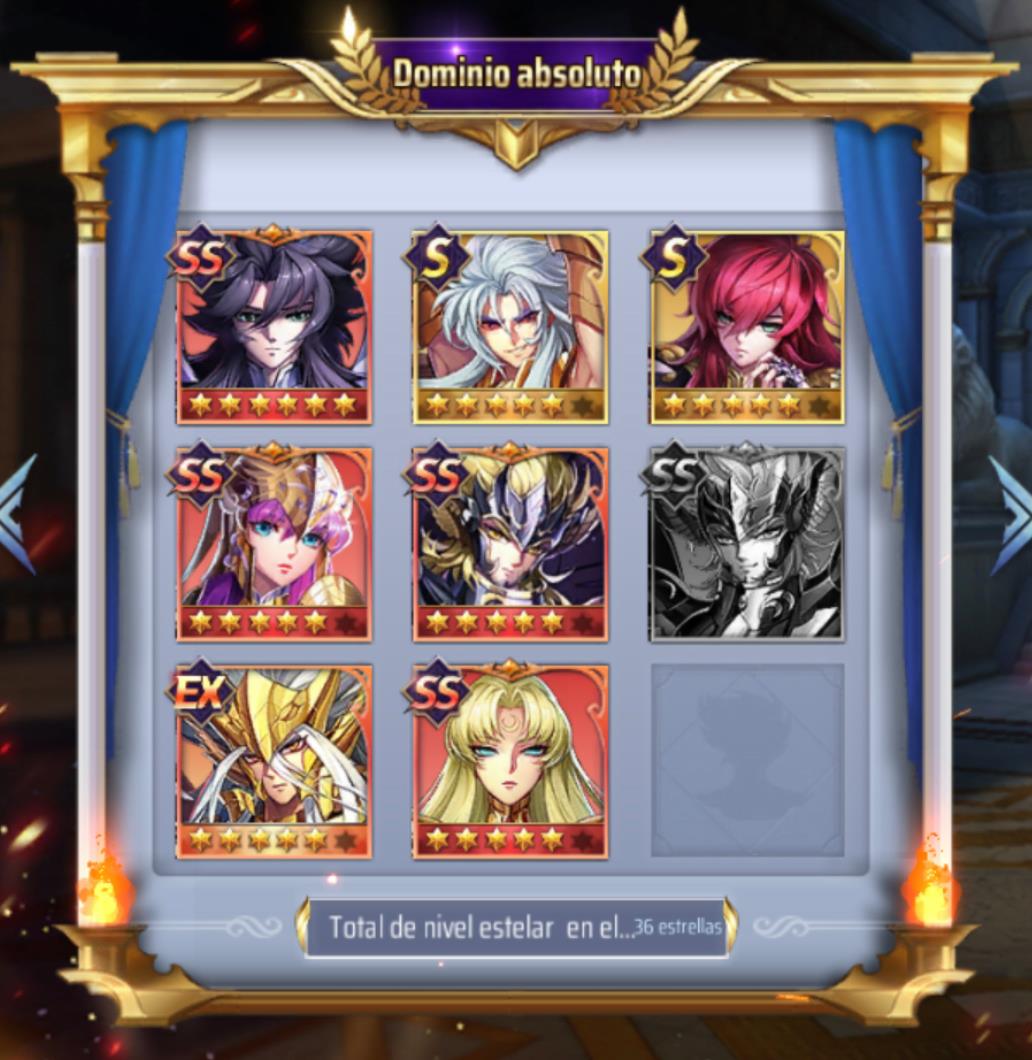 Dominio absoluto
SS S S
SS SS SS
EX SS
Total de nivel estelar en el...36 estrellas